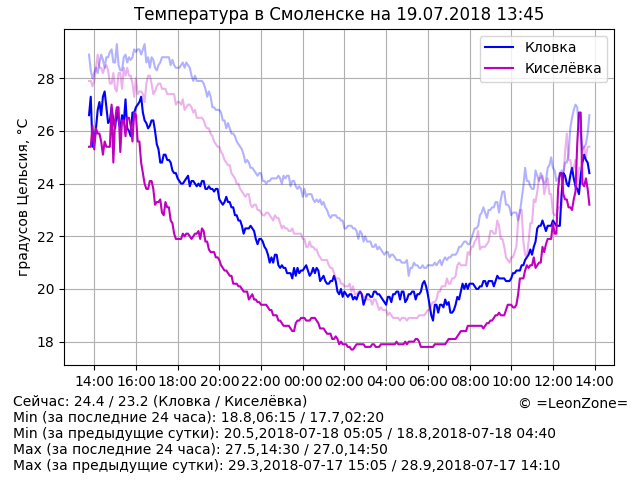 Температура в Смоленске на 19.07.2018 13:45
Кловка
Киселёвка
градусов Цельсия, °C
28
26
24
22
20
18
14:00 16:00 18:00 20:00 22:00 00:00 02:00 04:00 06:00 08:00 10:00 12:00 14:00
Сейчас: 24.4 / 23.2 (Кловка / Киселёвка)
© =LeonZone=
Min (за последние 24 часа): 18.8,06:15 / 17.7,02:20
Min (за предыдущие сутки): 20.5,2018-07-18 05:05 / 18.8,2018-07-18 04:40
Max (за последние 24 часа): 27.5,14:30 / 27.0,14:50
Max (за предыдущие сутки): 29.3,2018-07-17 15:05 / 28.9,2018-07-17 14:10